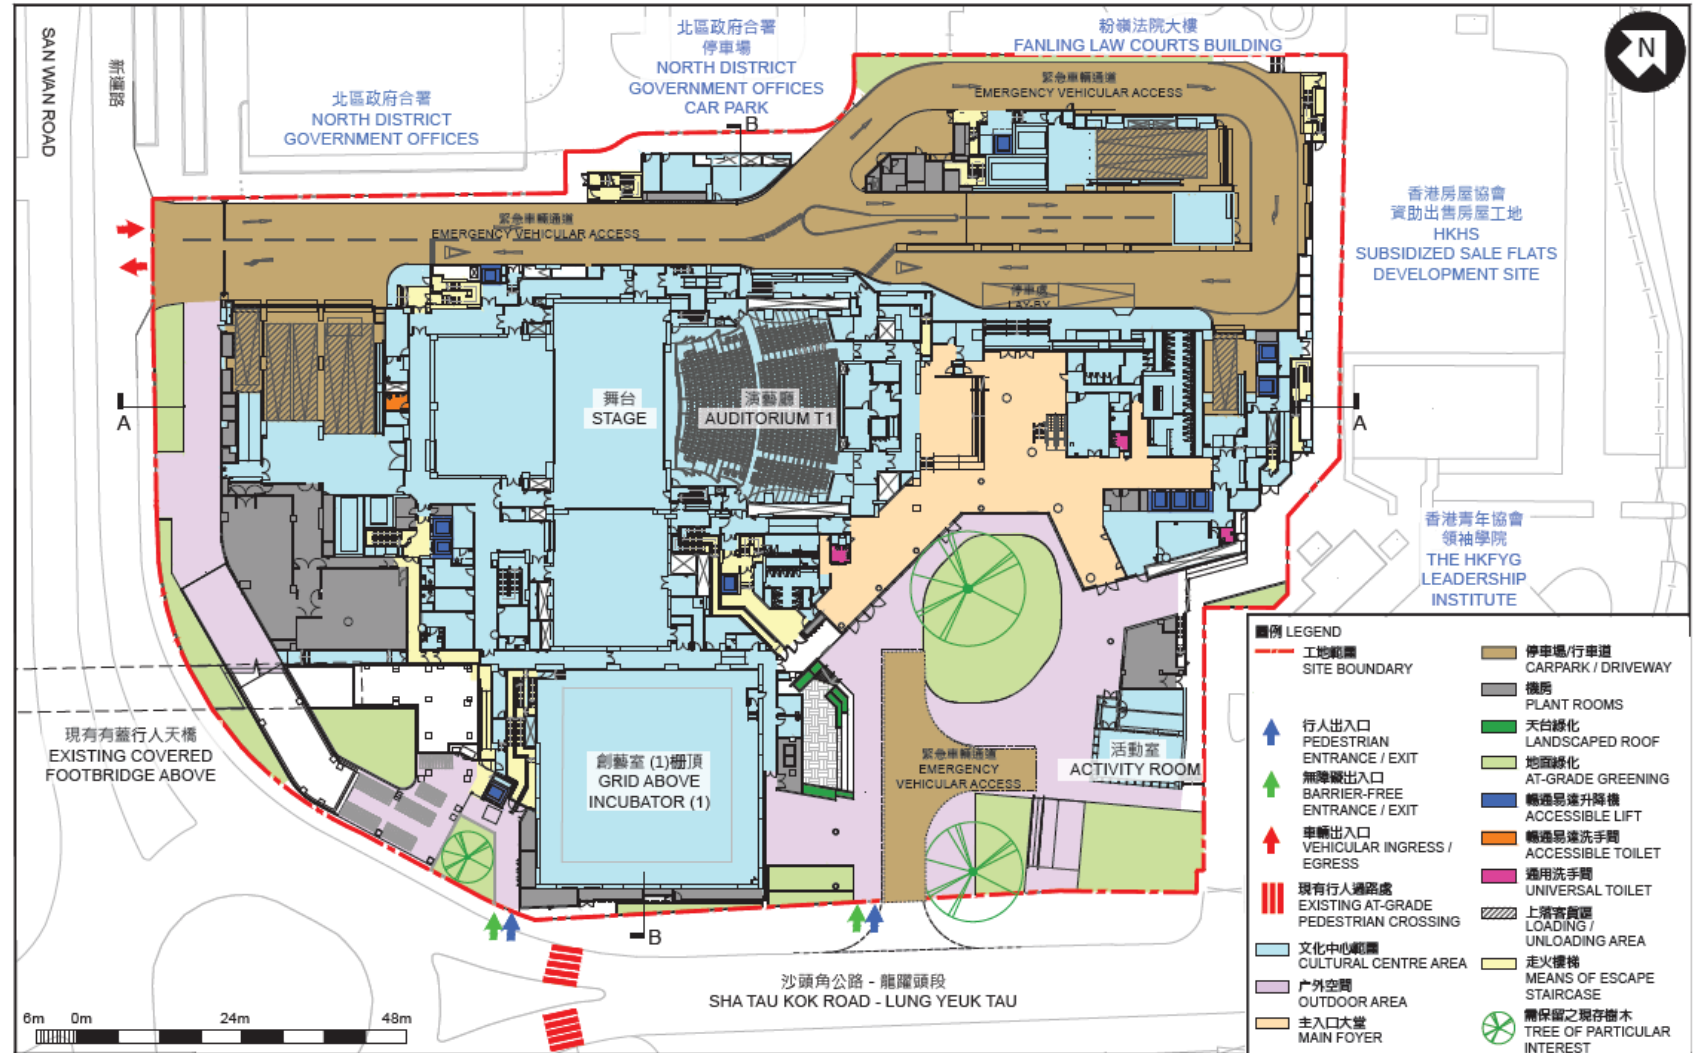 SAN WAN ROAD
新運路
北區政府合署
NORTH DISTRICT
GOVERNMENT OFFICES
北區政府合署
停車場
NORTH DISTRICT
GOVERNMENT OFFICES
CAR PARK
粉嶺法院大樓
FANLING LAW COURTS BUILDING
N
緊急車輛通道
EMERGENCY VEHICULAR ACCESS
B
緊急車輛通道
EMERGENCY VEHICULAR ACCESS
香港房屋協會
資助出售房屋工地
HKHS
SUBSIDIZED SALE FLATS
DEVELOPMENT SITE
停車處
LAY-BY
A
舞台
STAGE
演藝廳
AUDITORIUM T1
A
香港青年協會
領袖學院
THE HKFYG
LEADERSHIP
INSTITUTE
現有有蓋行人天橋
EXISTING COVERED
FOOTBRIDGE ABOVE
創藝室 (1)柵頂
GRID ABOVE
INCUBATOR (1)
緊急車輛通道
EMERGENCY
VEHICULAR ACCESS
活動室
ACTIVITY ROOM
B
沙頭角公路 - 龍躍頭段
SHA TAU KOK ROAD - LUNG YEUK TAU
6m 0m 24m 48m
圖例 LEGEND
工地範圍
SITE BOUNDARY
行人出入口
PEDESTRIAN
ENTRANCE / EXIT
無障礙出入口
BARRIER-FREE
ENTRANCE / EXIT
車輛出入口
VEHICULAR INGRESS /
EGRESS
現有行人過路處
EXISTING AT-GRADE
PEDESTRIAN CROSSING
文化中心範圍
CULTURAL CENTRE AREA
户外空間
OUTDOOR AREA
主入口大堂
MAIN FOYER
停車場/行車道
CARPARK / DRIVEWAY
機房
PLANT ROOMS
天台綠化
LANDSCAPED ROOF
地面綠化
AT-GRADE GREENING
暢通易達升降機
ACCESSIBLE LIFT
暢通易達洗手間
ACCESSIBLE TOILET
通用洗手間
UNIVERSAL TOILET
上落客貨區
LOADING /
UNLOADING AREA
走火樓梯
MEANS OF ESCAPE
STAIRCASE
需保留之現存樹木
TREE OF PARTICULAR
INTEREST